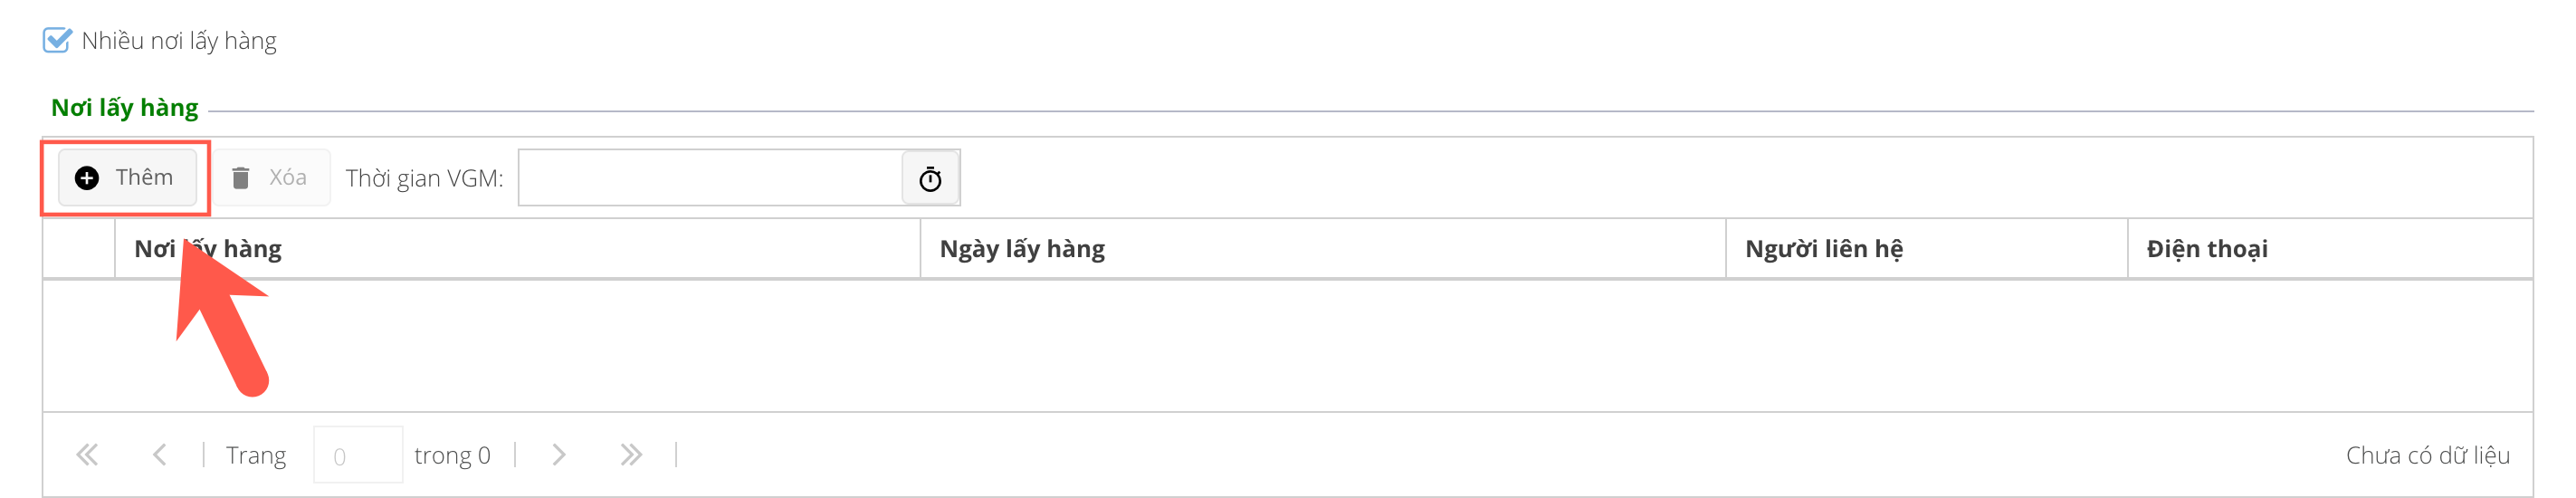 Nhiều nơi lấy hàng
Nơi lấy hàng
Thêm Xóa Thời gian VGM:
Nơi lấy hàng Ngày lấy hàng Người liên hệ Điện thoại
Trang 0 trong 0 Chưa có dữ liệu